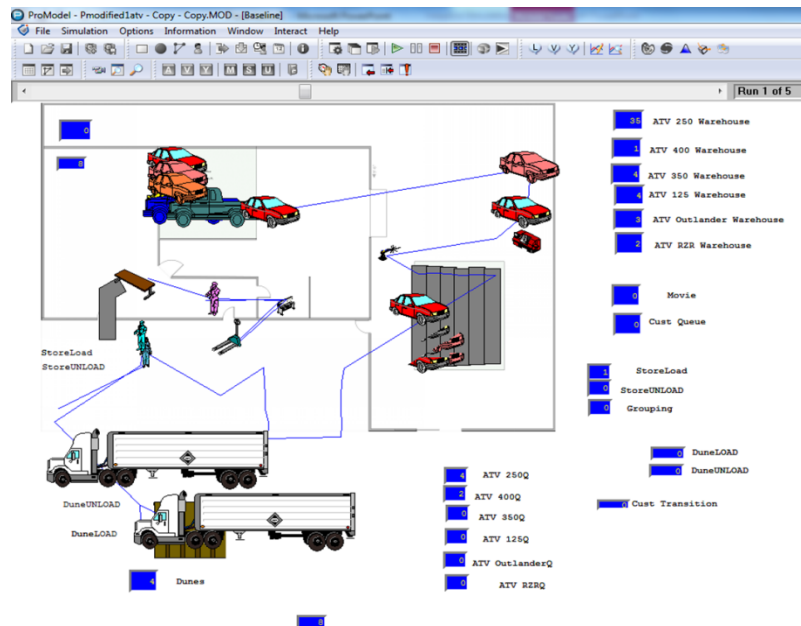 ProModel - Pmodified1atv - Copy - Copy.MOD - [Baseline]
File Simulation Options Information Window Interact Help
Run 1 of 5
0
8
35 ATV 250 Warehouse
1 ATV 400 Warehouse
4 ATV 350 Warehouse
4 ATV 125 Warehouse
3 ATV Outlander Warehouse
2 ATV RZR Warehouse
0 Movie
0 Cust Queue
StoreLoad
StoreUNLOAD
1 StoreLoad
0 StoreUNLOAD
0 Grouping
0 DuneLOAD
0 DuneUNLOAD
0 Cust Transition
DuneUNLOAD
DuneLOAD
4 ATV 250Q
2 ATV 400Q
0 ATV 350Q
0 ATV 125Q
0 ATV OutlanderQ
0 ATV RZRQ
4 Dunes
8